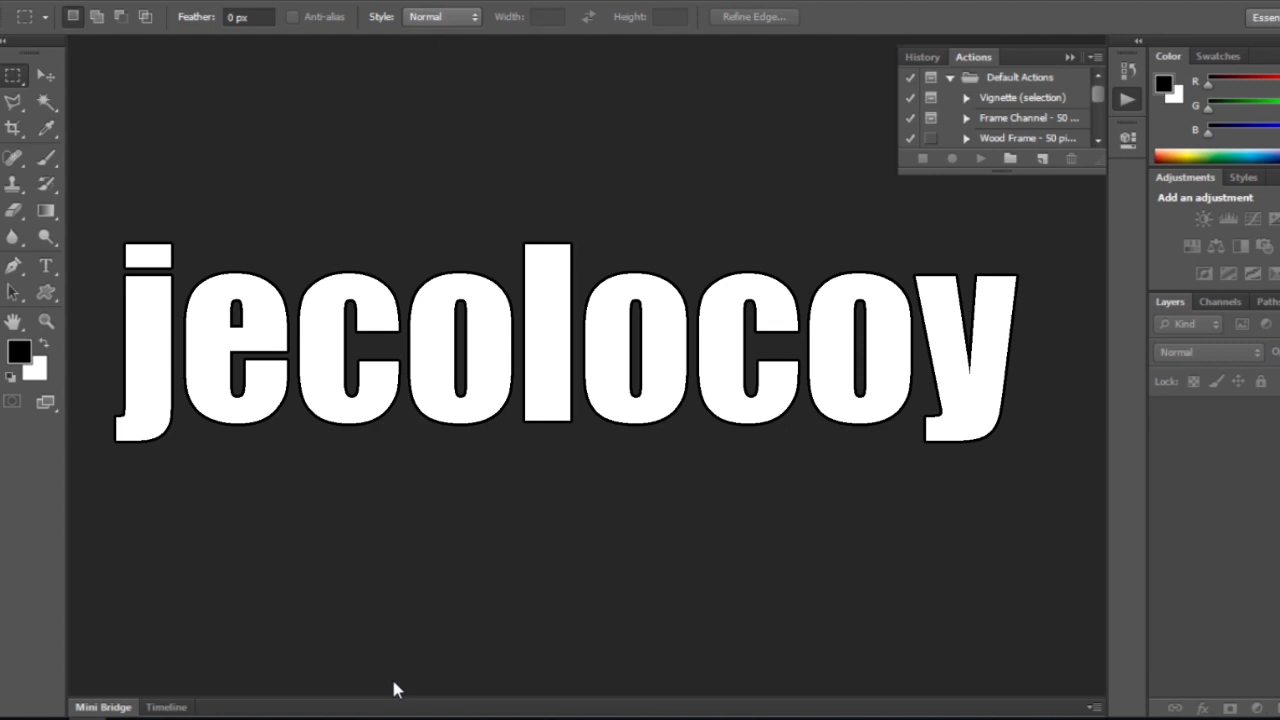 Feather: 0 px Anti-alias Style: Normal Width: Height: Refine Edge...
History Actions
Default Actions
Vignette (selection)
Frame Channel - 50 ...
Wood Frame - 50 pi...
Color Swatches
R
G
B
Adjustments Styles
Add an adjustment
Layers Channels
Kind
Normal
Lock:
jecolocoy
Mini Bridge Timeline